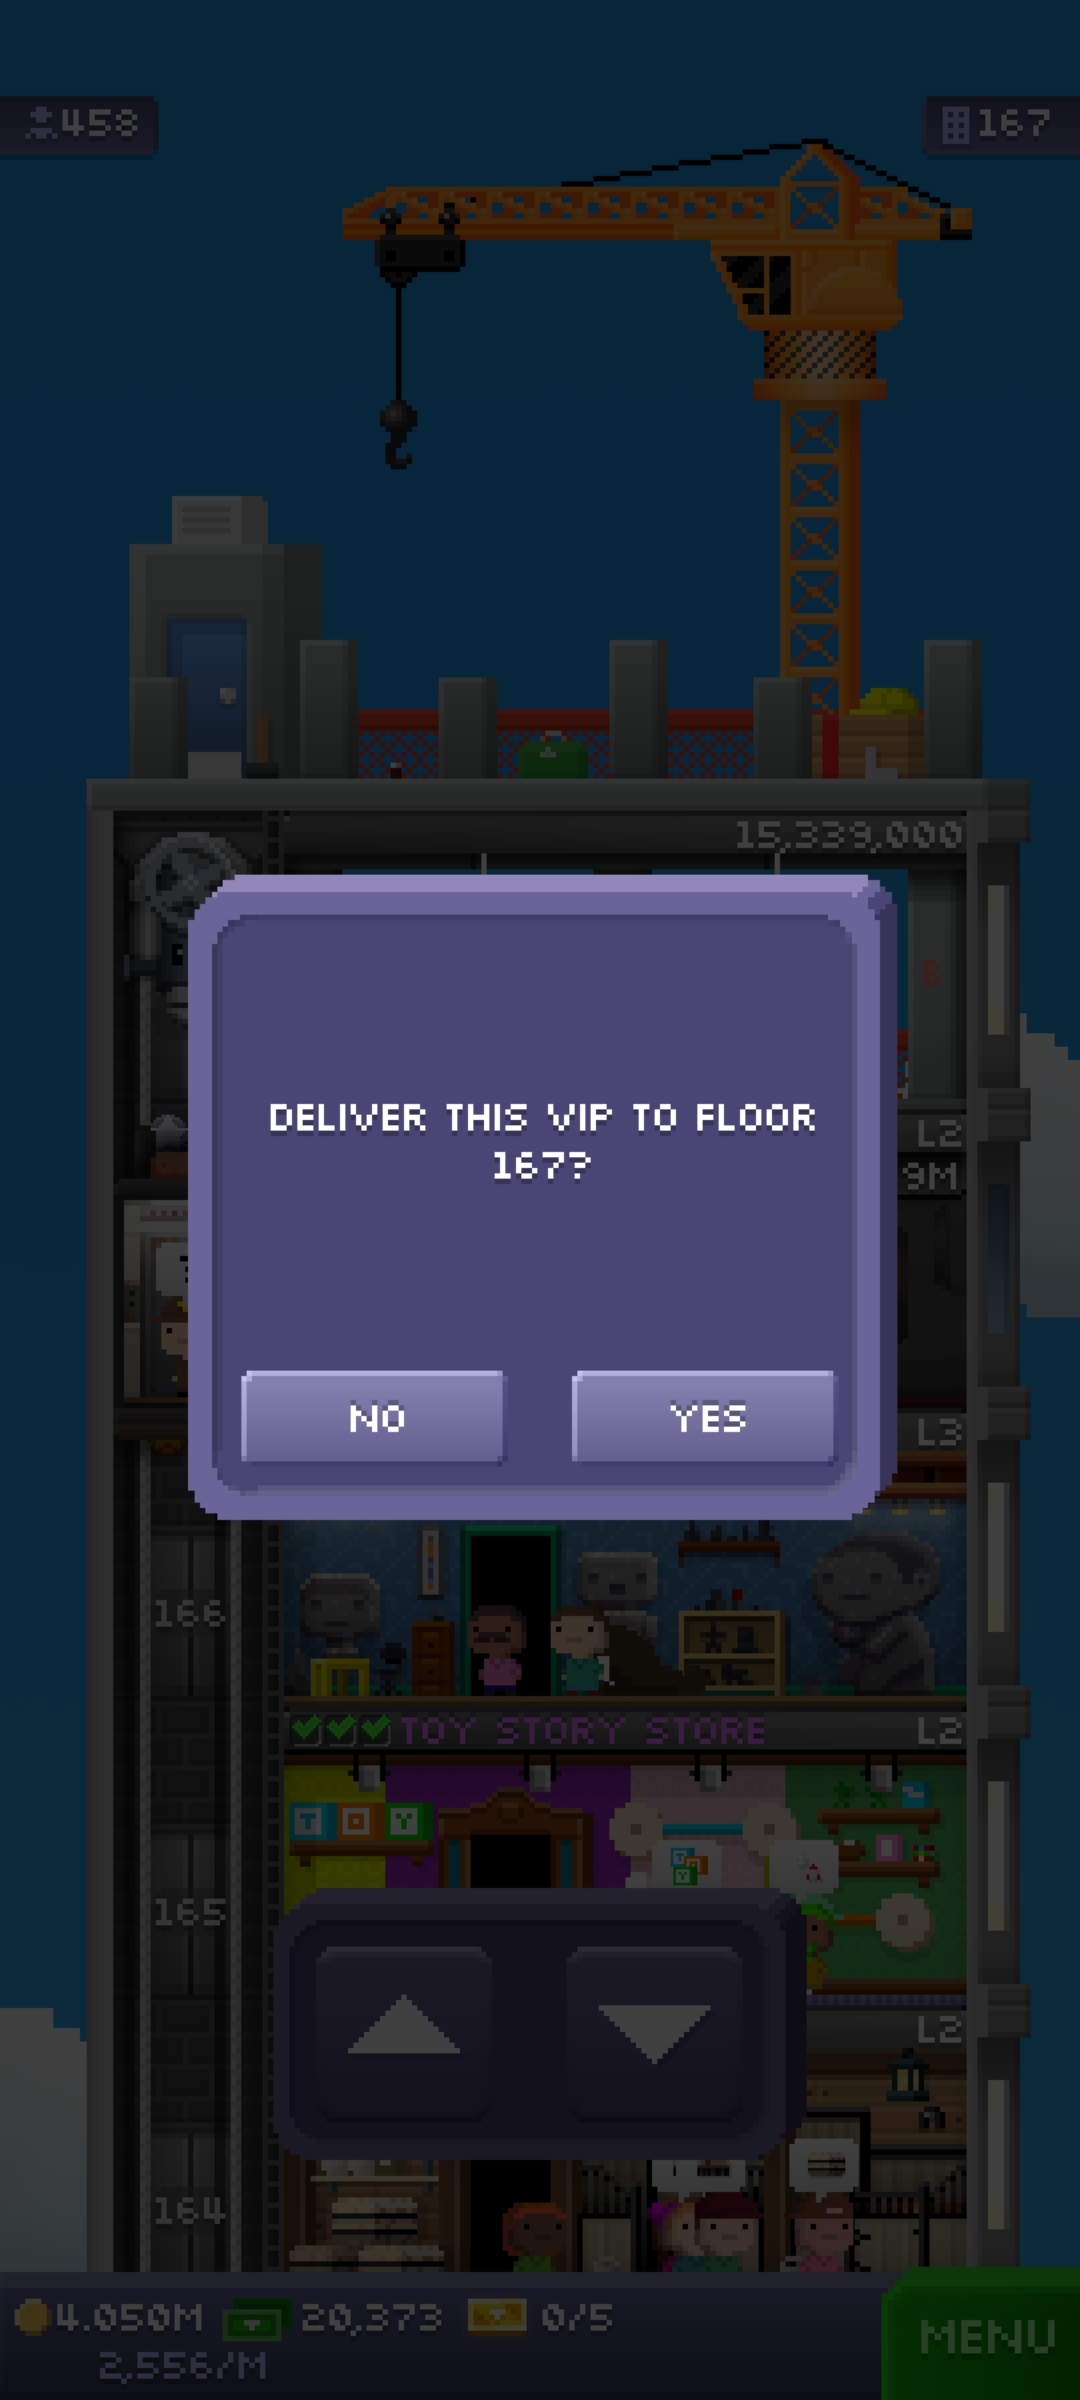 458
167
15,339,000
L2
9M
DELIVER THIS VIP TO FLOOR
167?
NO
YES
L3
166
TOY STORY STORE
L2
T O Y
165
L2
164
4.050M
20,373
0/5
2,556/M
MENU